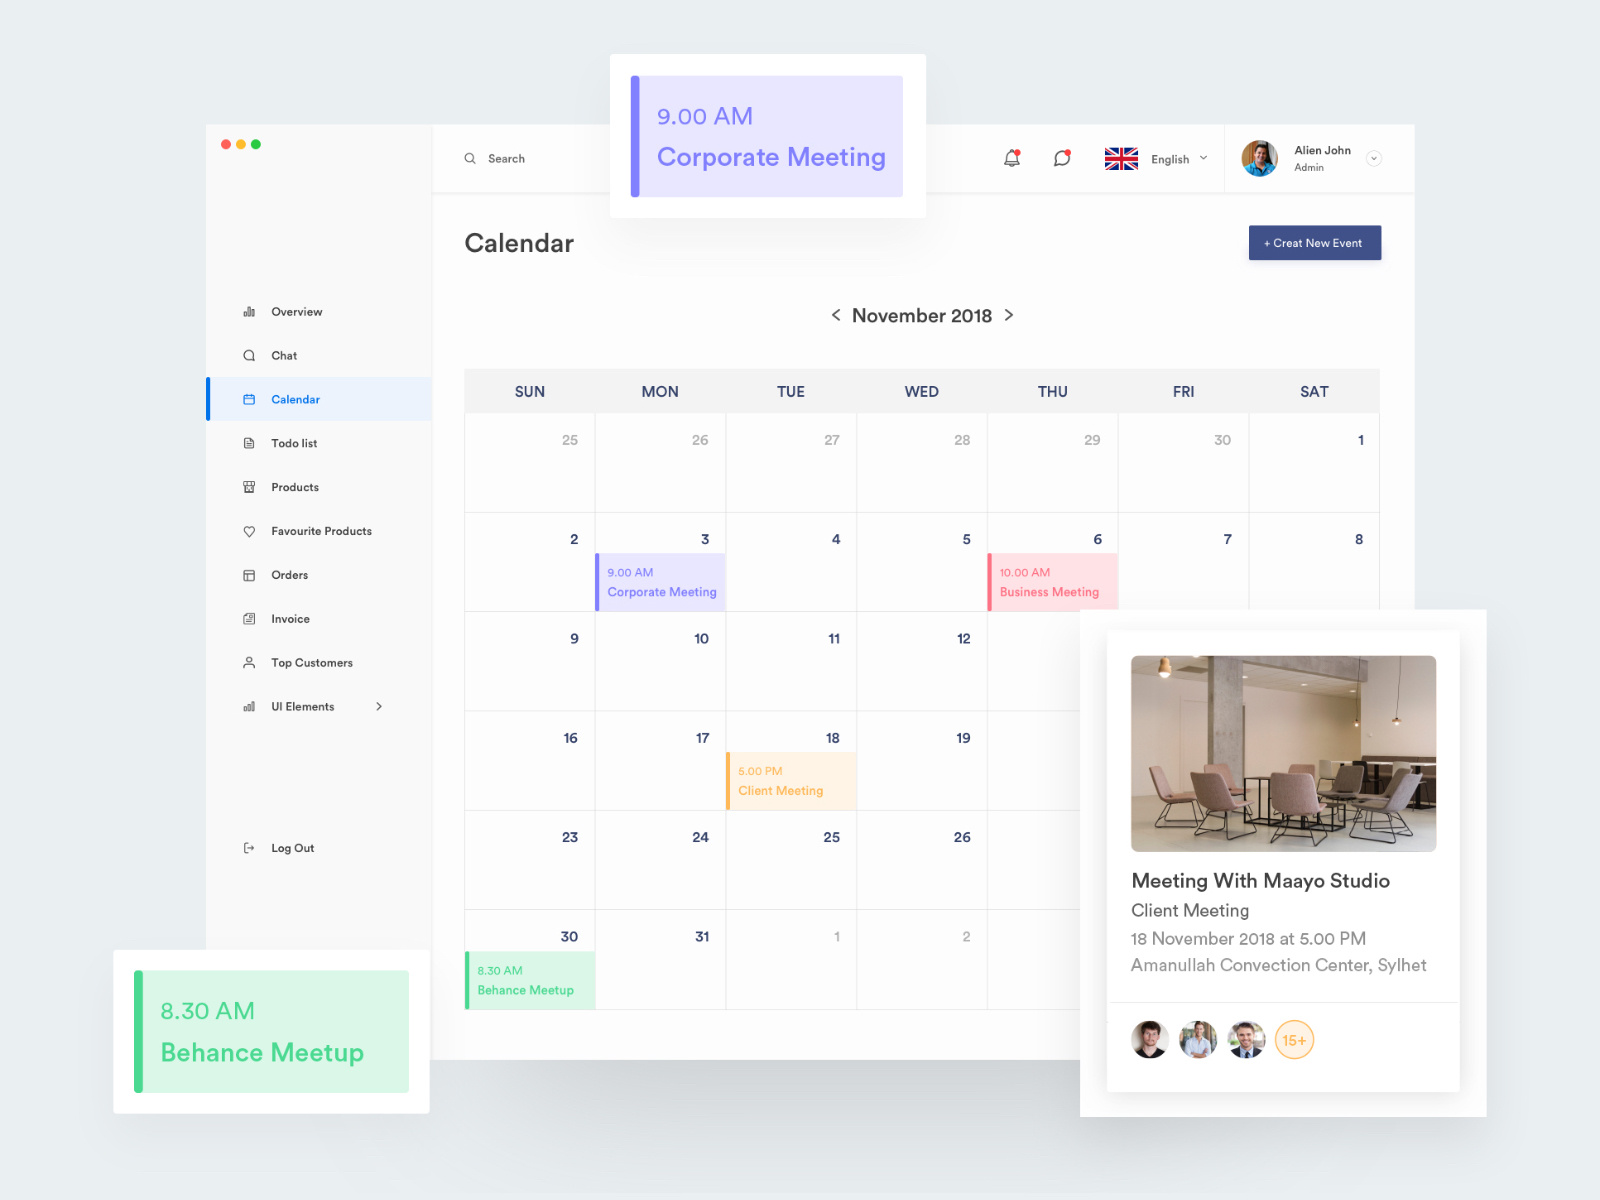 9.00 AM
Corporate Meeting
Search
English
Alien John
Admin
Calendar
+ Creat New Event
Overview
Chat
Calendar
Todo list
Products
Favourite Products
Orders
Invoice
Top Customers
UI Elements
Log Out
< November 2018 >
SUN MON TUE WED THU FRI SAT
25 26 27 28 29 30 1
2 3 4 5 6 7 8
9.00 AM
Corporate Meeting
10.00 AM
Business Meeting
9 10 11 12
16 17 18 19
5.00 PM
Client Meeting
23 24 25 26
30 31 1 2
8.30 AM
Behance Meetup
8.30 AM
Behance Meetup
Meeting With Maayo Studio
Client Meeting
18 November 2018 at 5.00 PM
Amanullah Convection Center, Sylhet
15+